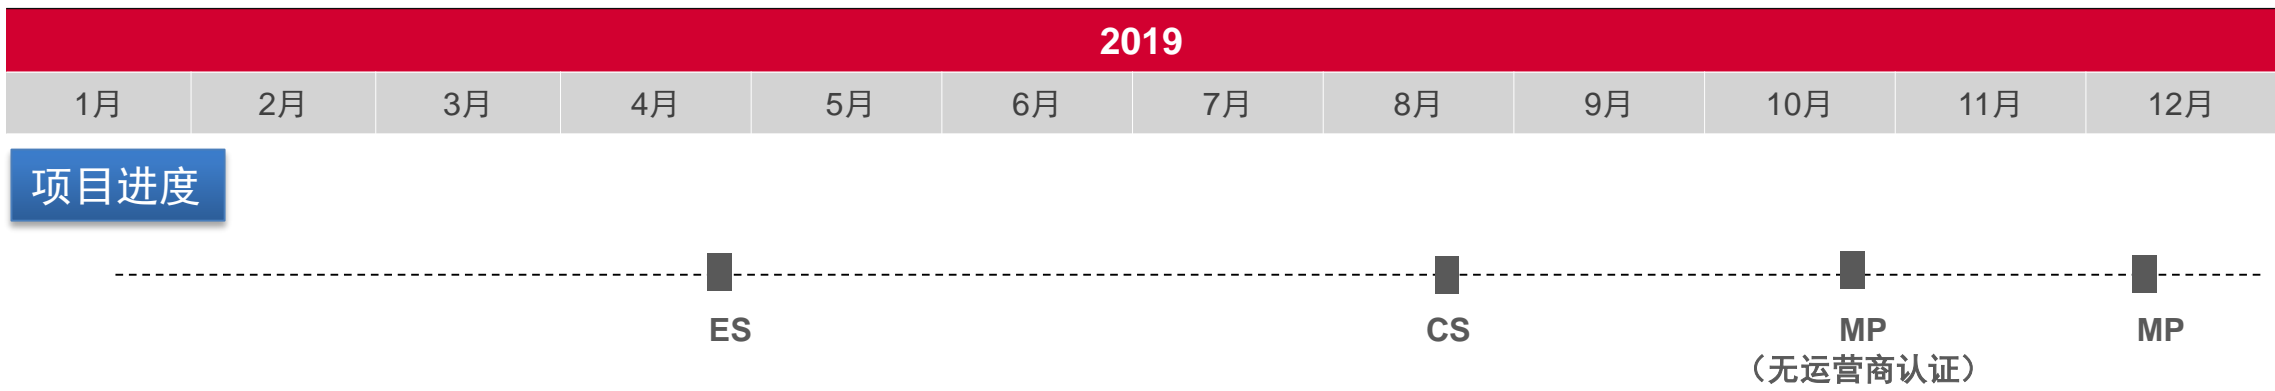 2019
1月 2月 3月 4月 5月 6月 7月 8月 9月 10月 11月 12月
项目进度
ES CS MP MP
（无运营商认证）